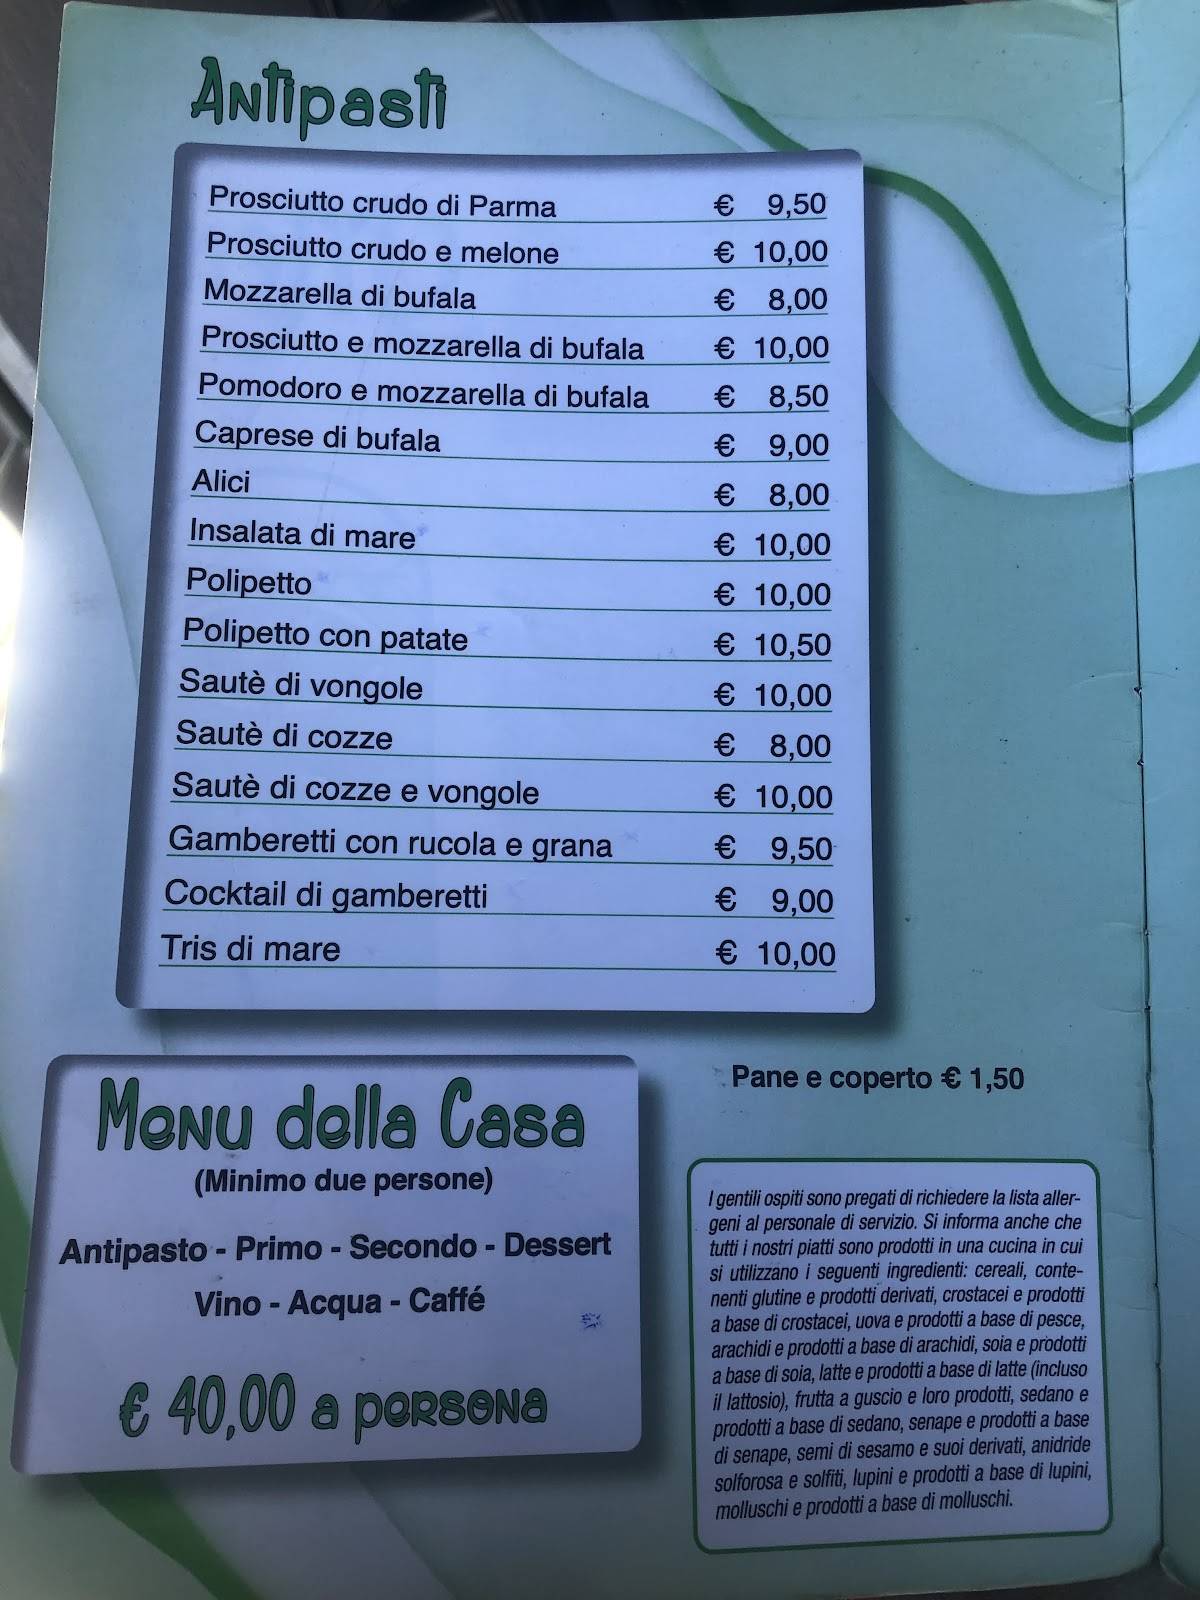 Antipasti
Prosciutto crudo di Parma € 9,50
Prosciutto crudo e melone € 10,00
Mozzarella di bufala € 8,00
Prosciutto e mozzarella di bufala € 10,00
Pomodoro e mozzarella di bufala € 8,50
Caprese di bufala € 9,00
Alici € 8,00
Insalata di mare € 10,00
Polipetto € 10,00
Polipetto con patate € 10,50
Sautè di vongole € 10,00
Sautè di cozze € 8,00
Sautè di cozze e vongole € 10,00
Gamberetti con rucola e grana € 9,50
Cocktail di gamberetti € 9,00
Tris di mare € 10,00
Menu della Casa
(Minimo due persone)
Antipasto - Primo - Secondo - Dessert
Vino - Acqua - Caffé
€ 40,00 a persona
Pane e coperto € 1,50
I gentili ospiti sono pregati di richiedere la lista aller-
geni al personale di servizio. Si informa anche che
tutti i nostri piatti sono prodotti in una cucina in cui
si utilizzano i seguenti ingredienti: cereali, conte-
nenti glutine e prodotti derivati, crostacei e prodotti
a base di crostacei, uova e prodotti a base di pesce,
arachidi e prodotti a base di arachidi, soia e prodotti
a base di soia, latte e prodotti a base di latte (incluso
il lattosio), frutta a guscio e loro prodotti, sedano e
prodotti a base di sedano, senape e prodotti a base
di senape, semi di sesamo e suoi derivati, anidride
solforosa e solfiti, lupini e prodotti a base di lupini,
molluschi e prodotti a base di molluschi.